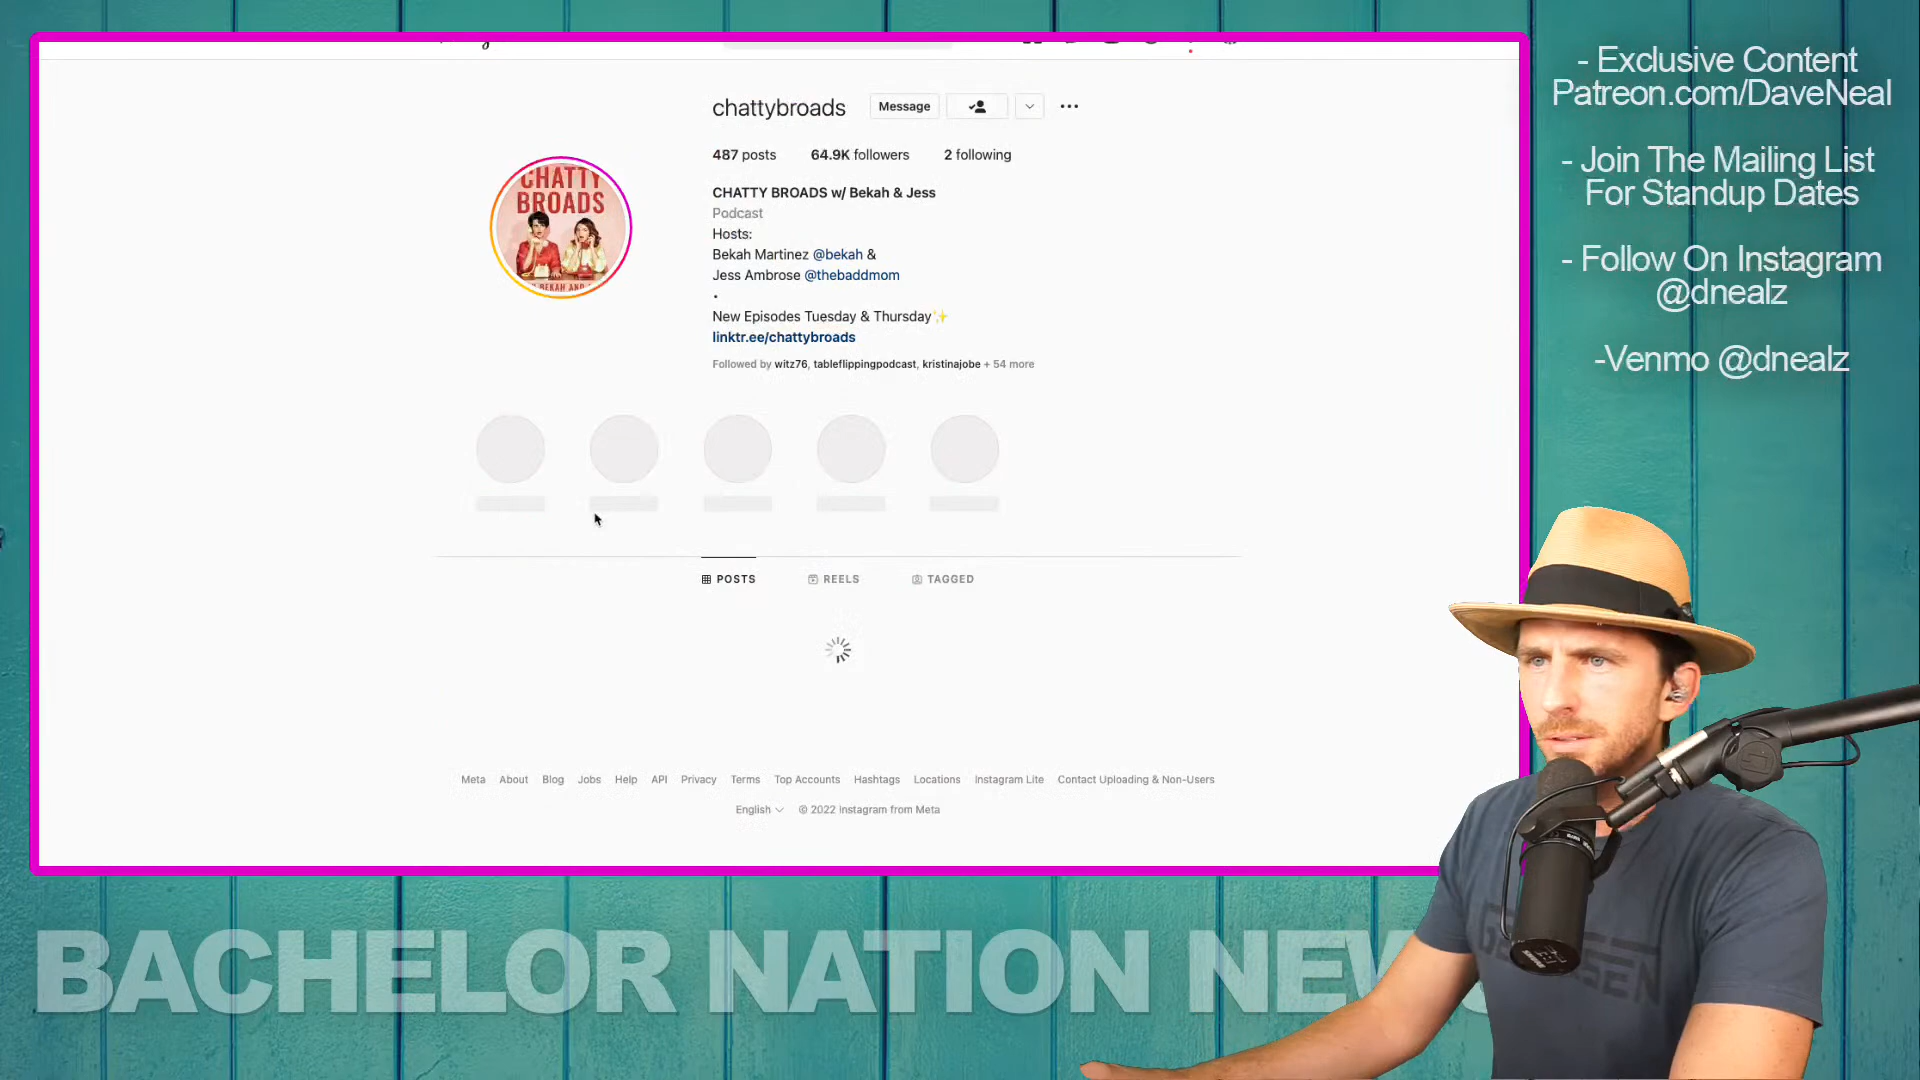 chattybroads
Message
487 posts 64.9K followers 2 following
CHATTY
BROADS
CHATTY BROADS w/ Bekah & Jess
Podcast
Hosts:
Bekah Martinez @bekah &
Jess Ambrose @thebaddmom
•
New Episodes Tuesday & Thursday✨
linktr.ee/chattybroads
Followed by witz76, tableflippingpodcast, kristinajobe + 54 more
POSTS REELS TAGGED
Meta About Blog Jobs Help API Privacy Terms Top Accounts Hashtags Locations Instagram Lite Contact Uploading & Non-Users
English © 2022 Instagram from Meta
- Exclusive Content
Patreon.com/DaveNeal
- Join The Mailing List
For Standup Dates
- Follow On Instagram
@dnealz
-Venmo @dnealz
BACHELOR NATION